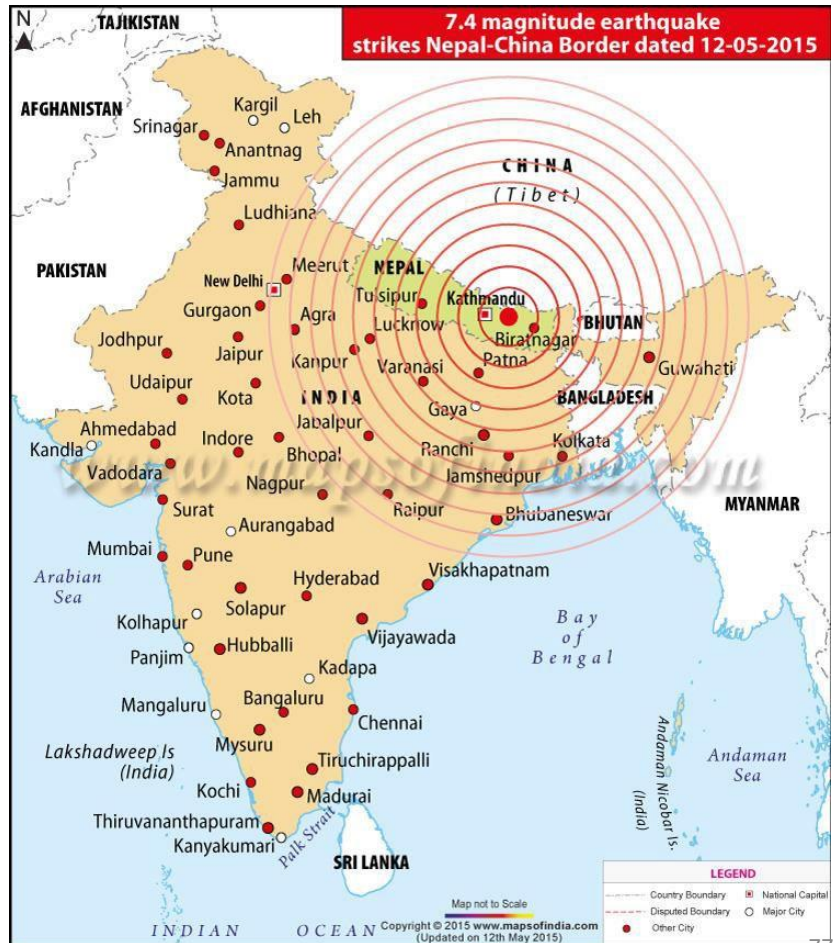 N
7.4 magnitude earthquake
strikes Nepal-China Border dated 12-05-2015
TAJIKISTAN
AFGHANISTAN
Kargil
Leh
Srinagar
Anantnag
Jammu
CHINA
(Tibet)
Ludhiana
PAKISTAN
Meerut
New Delhi
NEPAL
Tulsipur
Kathmandu
Gurgaon
Agra
Lucknow
Biratnagar
BHUTAN
Jodhpur
Jaipur
Kanpur
Varanasi
Patna
Guwahati
Udaipur
Kota
INDIA
Gaya
BANGLADESH
Ahmedabad
Jabalpur
Kandla
Indore
Bhopal
Ranchi
Kolkata
Vadodara
www.mapsofindia.com
Nagpur
Jamshedpur
Surat
Raipur
Bhubaneswar
MYANMAR
Aurangabad
Mumbai
Pune
Arabian
Sea
Hyderabad
Visakhapatnam
Solapur
Kolhapur
Vijayawada
Bay
of
Bengal
Hubballi
Panjim
Kadapa
Mangaluru
Bangaluru
Chennai
Mysuru
Lakshadweep Is
(India)
Tiruchirappalli
Andaman
Sea
Andaman Nicobar Is.
(India)
Kochi
Madurai
Thiruvananthapuram
Kanyakumari
Palk Strait
SRI LANKA
LEGEND
Country Boundary
National Capital
Disputed Boundary
Major City
Other City
Map not to Scale
INDIAN OCEAN
Copyright © 2015 www.mapsofindia.com
(Updated on 12th May 2015)